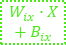 W_{ix} · X
+ B_{ix}